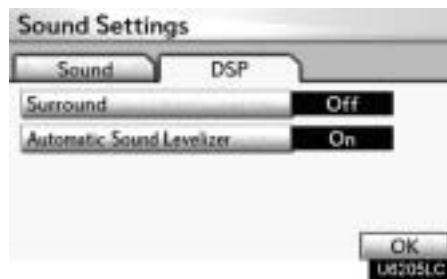 Sound Settings
Sound DSP
Surround Off
Automatic Sound Levelizer On
OK
U6205LC